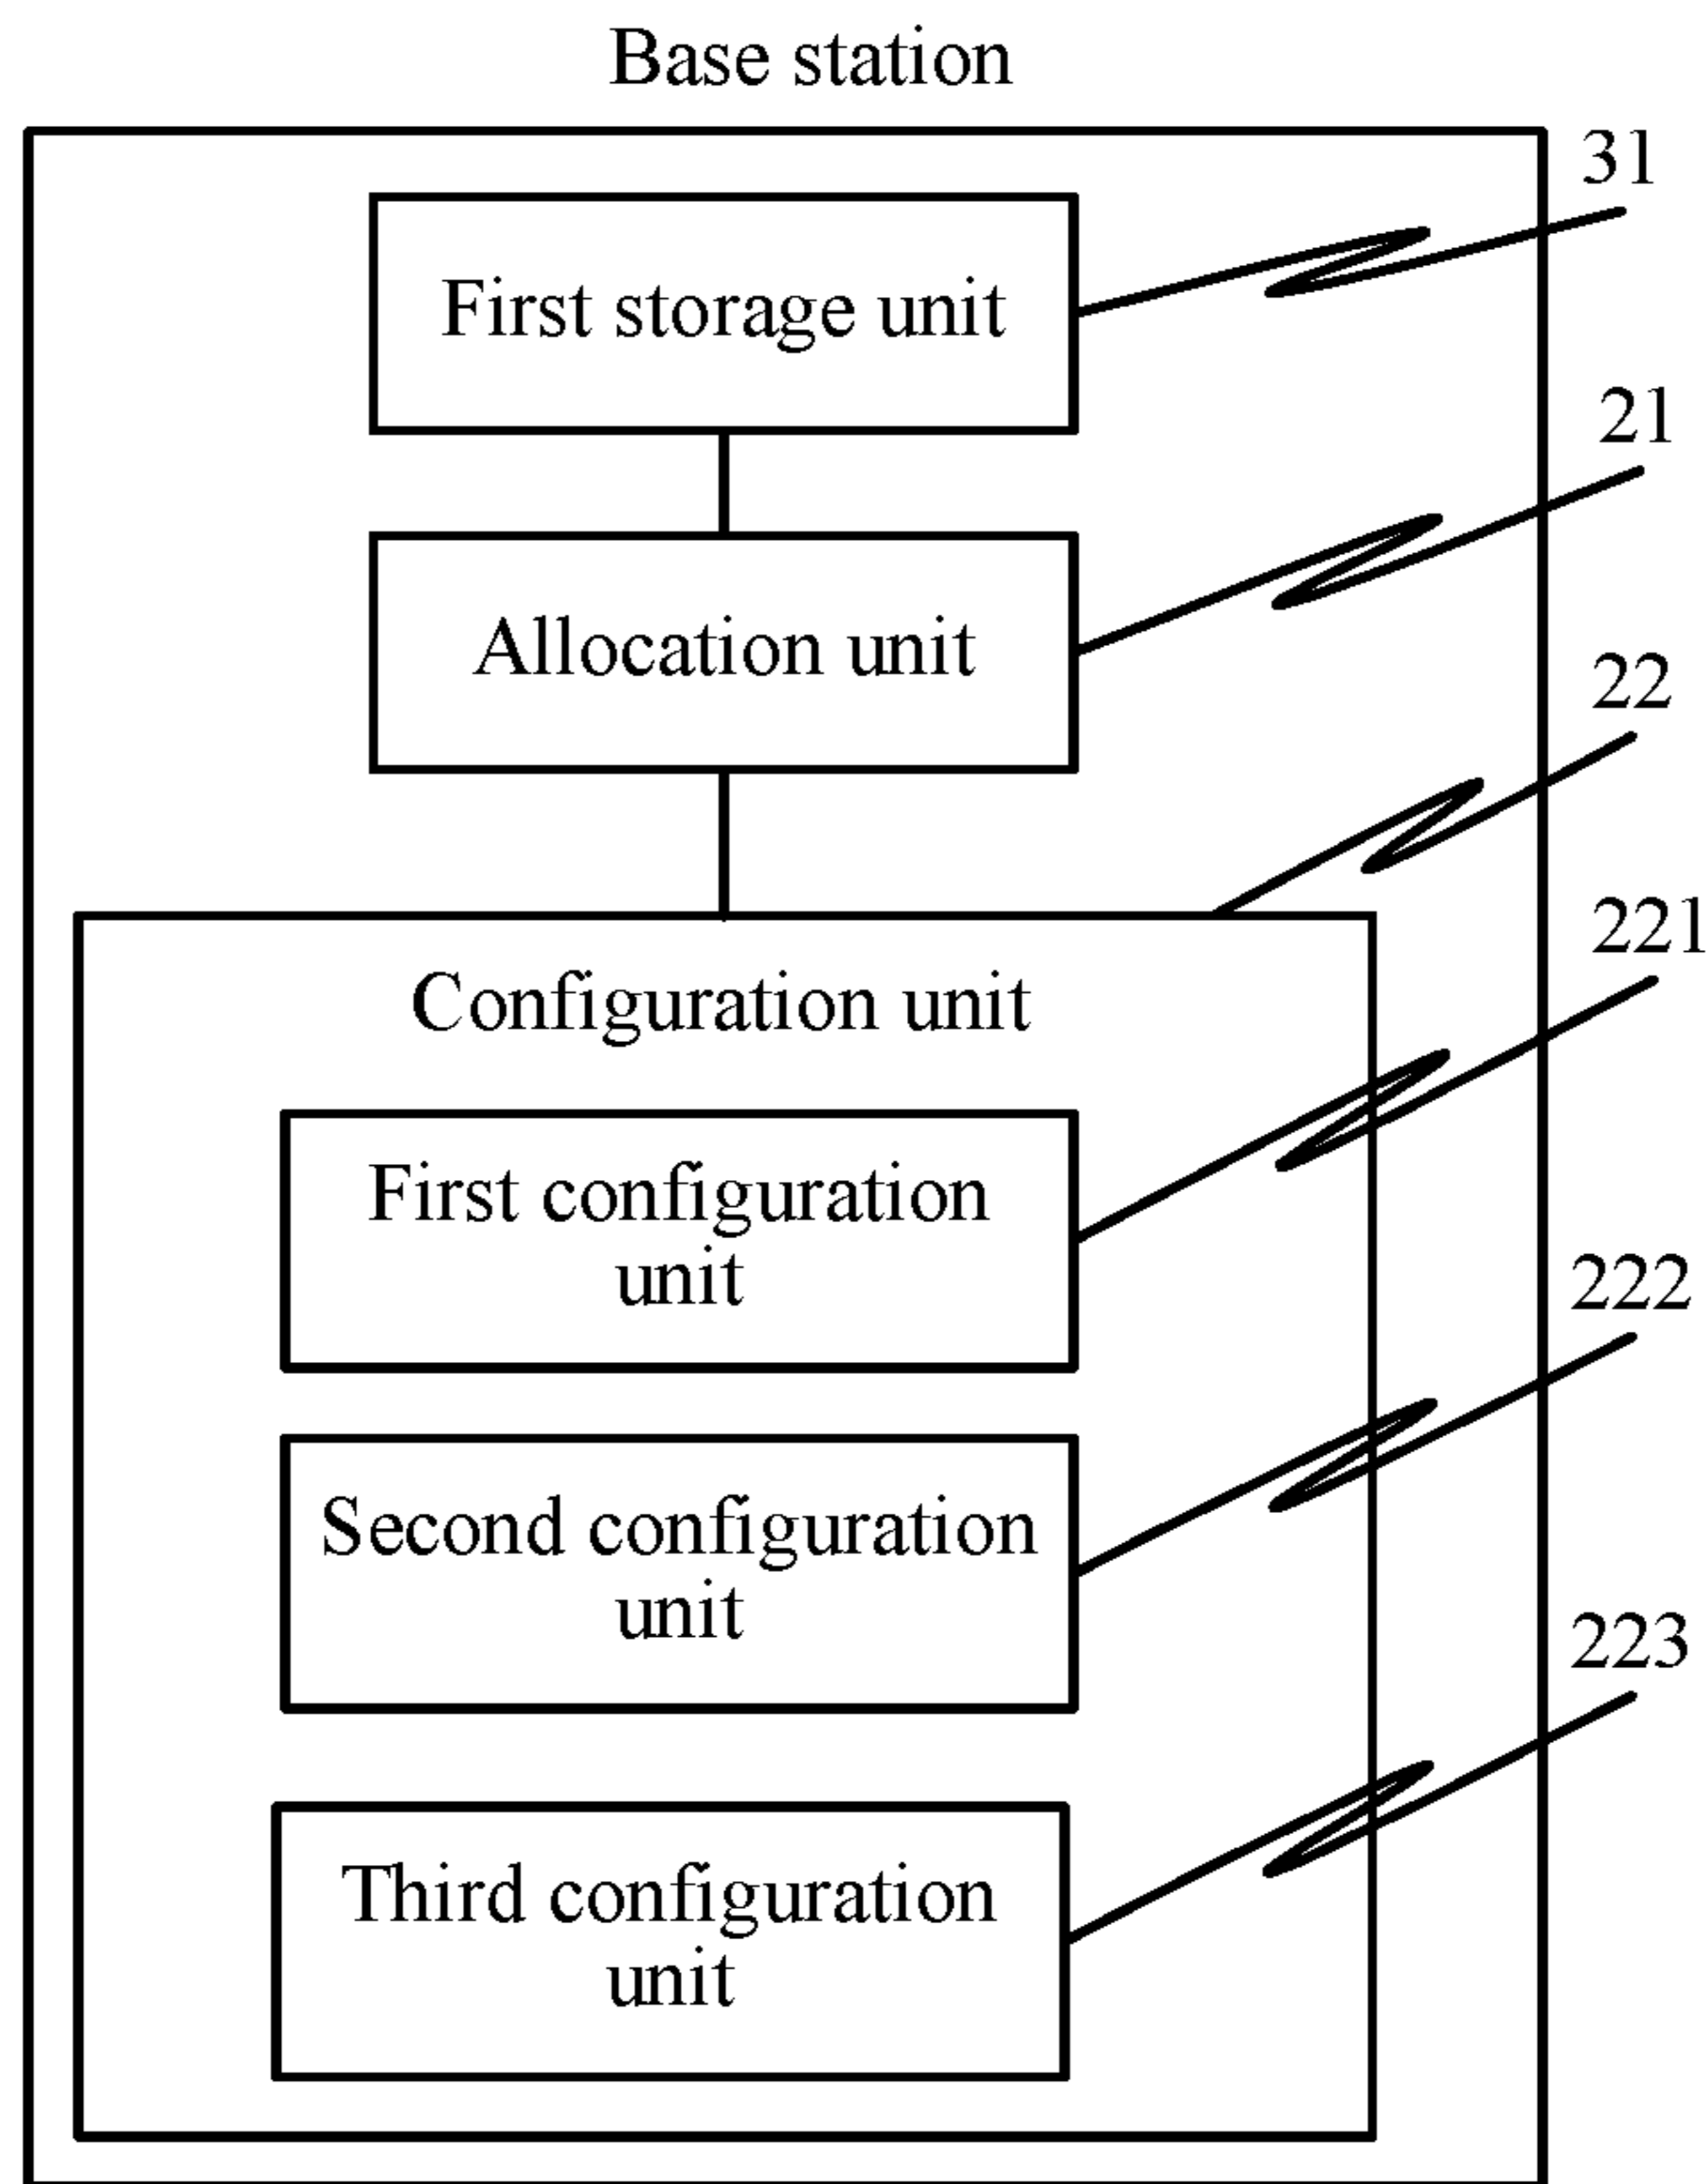 Base station
31
First storage unit
21
Allocation unit
22
221
Configuration unit
First configuration
unit
222
Second configuration
unit
223
Third configuration
unit